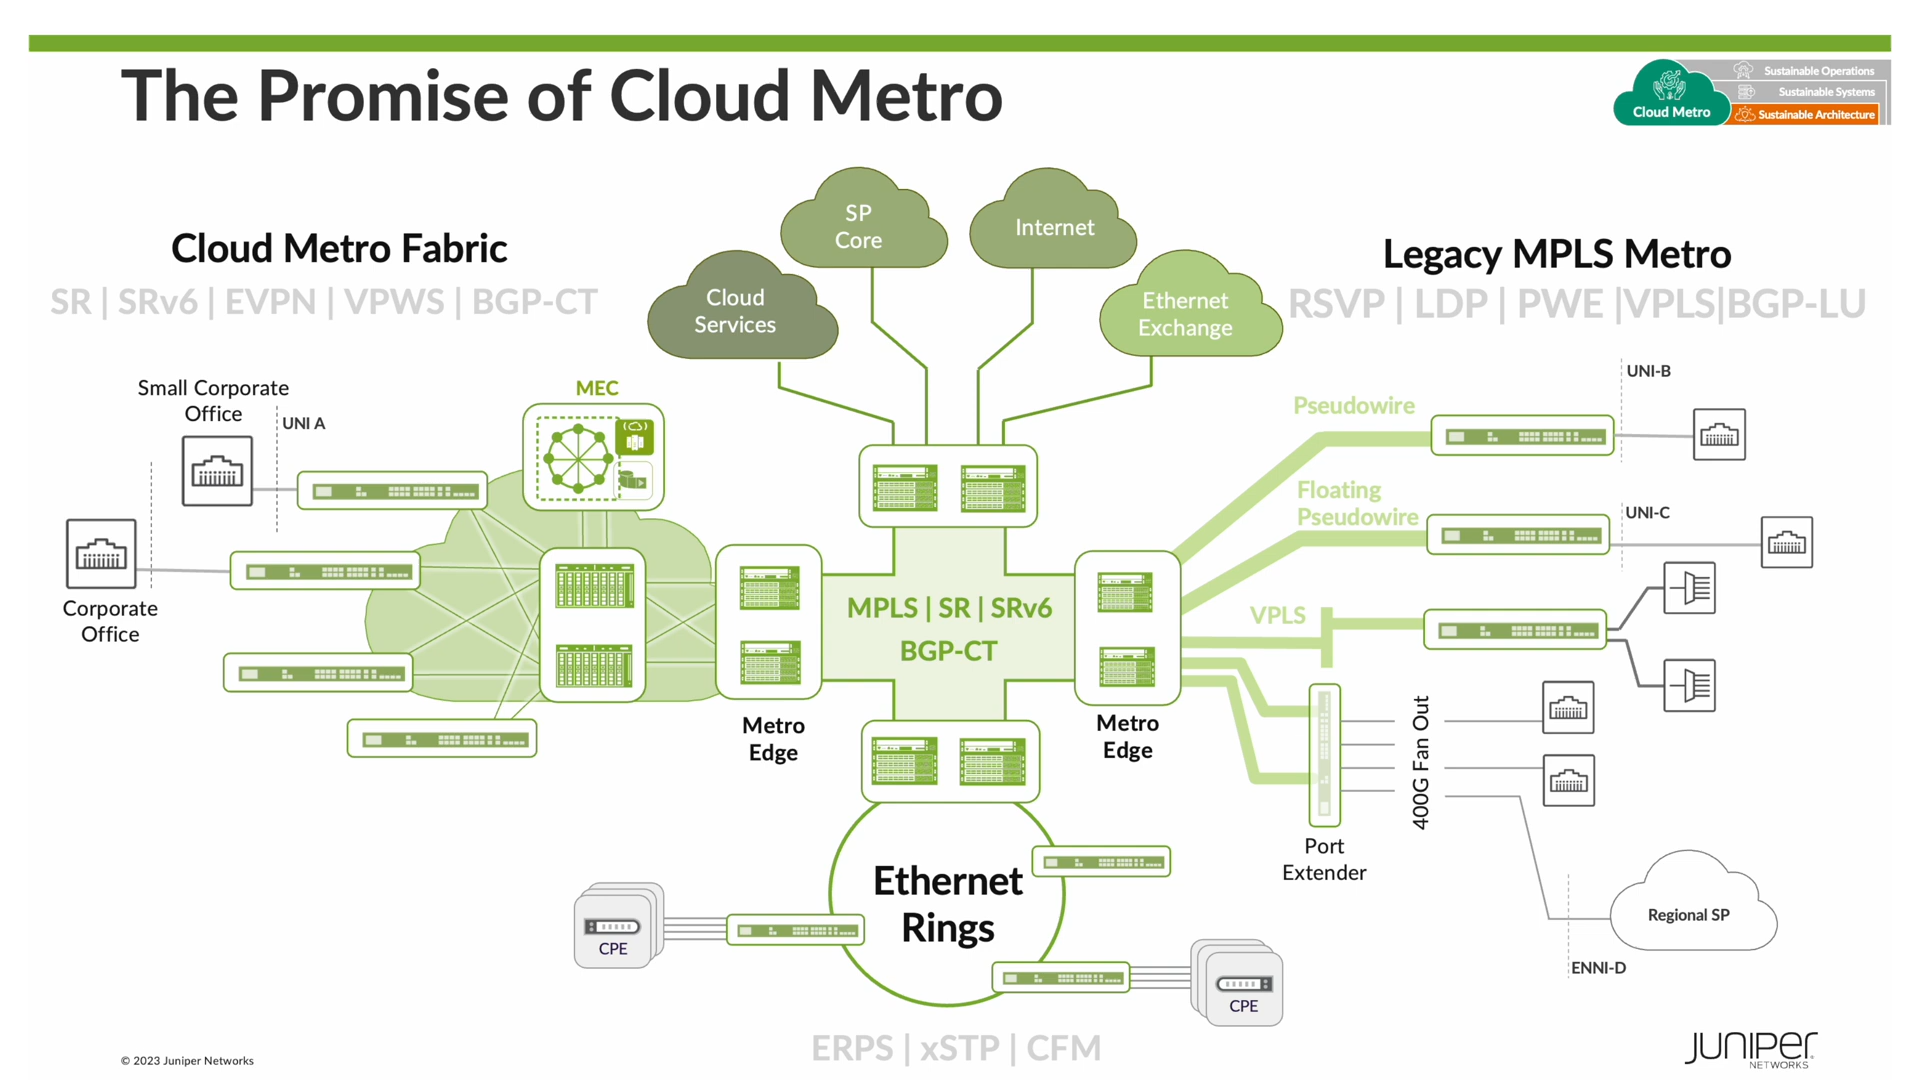 The Promise of Cloud Metro
Cloud Metro
Sustainable Operations
Sustainable Systems
Sustainable Architecture
Cloud Metro Fabric
SR | SRv6 | EVPN | VPWS | BGP-CT
Cloud
Services
SP
Core
Internet
Ethernet
Exchange
Legacy MPLS Metro
RSVP | LDP | PWE |VPLS|BGP-LU
Small Corporate
Office
UNI A
MEC
Corporate
Office
Metro
Edge
MPLS | SR | SRv6
BGP-CT
Metro
Edge
Pseudowire
UNI-B
Floating
Pseudowire
UNI-C
VPLS
400G Fan Out
Port
Extender
Regional SP
ENNI-D
Ethernet
Rings
CPE
CPE
ERPS | xSTP | CFM
© 2023 Juniper Networks
JUNIPER
NETWORKS